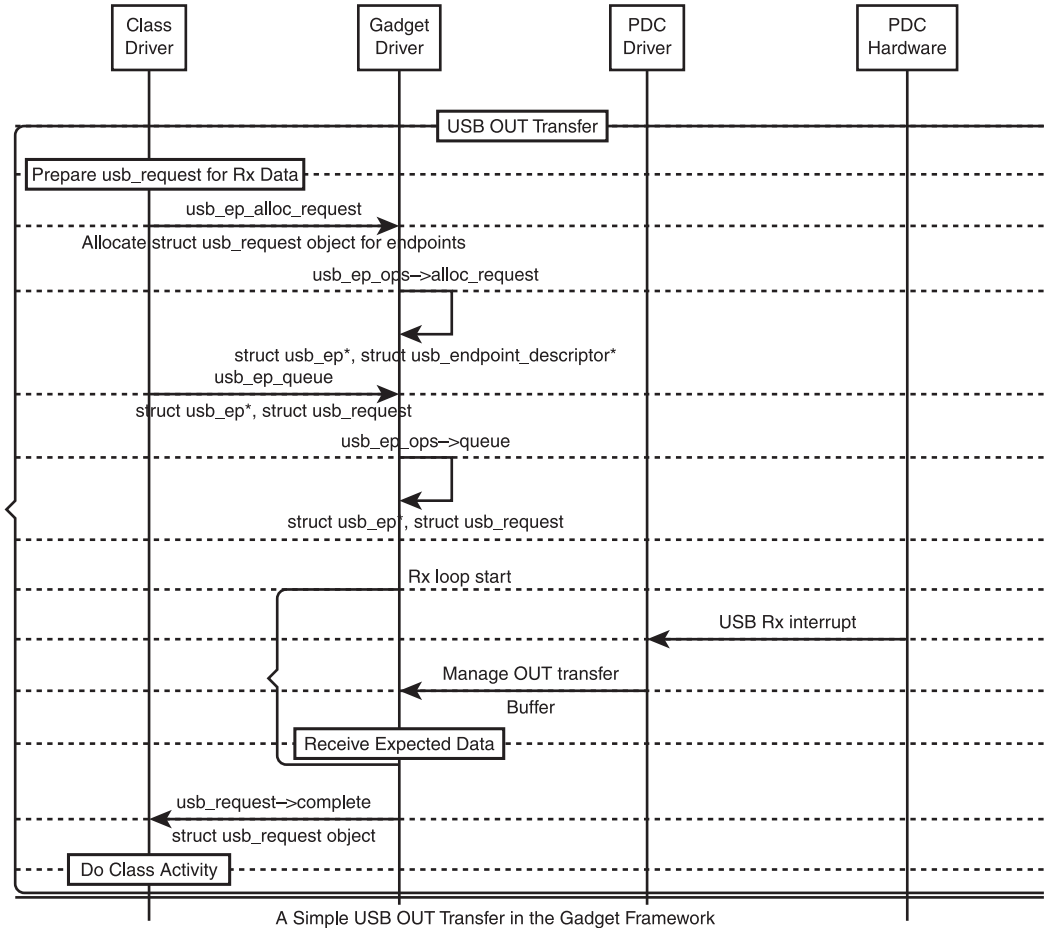 Class
Driver
Gadget
Driver
PDC
Driver
PDC
Hardware
USB OUT Transfer
Prepare usb_request for Rx Data
usb_ep_alloc_request
Allocate struct usb_request object for endpoints
usb_ep_ops–>alloc_request
struct usb_ep*, struct usb_endpoint_descriptor*
usb_ep_queue
struct usb_ep*, struct usb_request
usb_ep_ops–>queue
struct usb_ep*, struct usb_request
Rx loop start
USB Rx interrupt
Manage OUT transfer
Buffer
Receive Expected Data
usb_request–>complete
struct usb_request object
Do Class Activity
A Simple USB OUT Transfer in the Gadget Framework